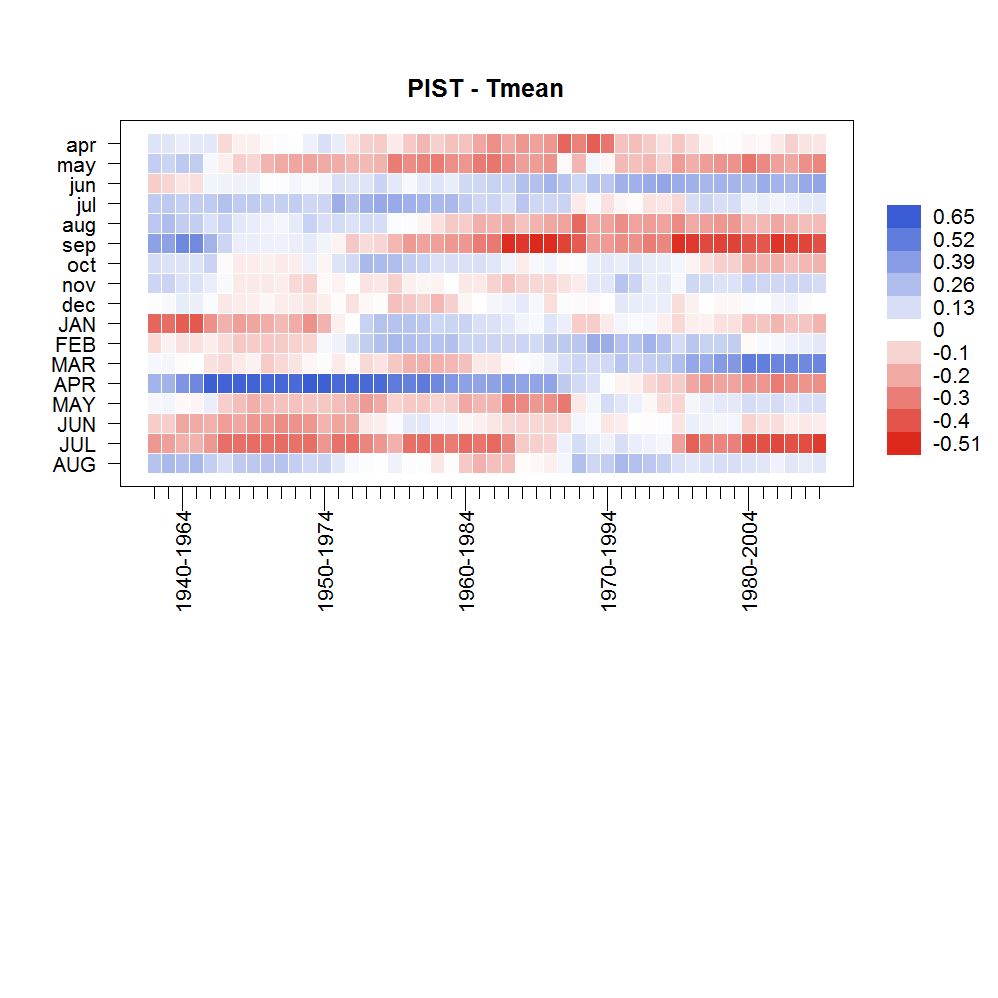 PIST - Tmean
apr
may
jun
jul
aug
sep
oct
nov
dec
JAN
FEB
MAR
APR
MAY
JUN
JUL
AUG
0.65
0.52
0.39
0.26
0.13
0
-0.1
-0.2
-0.3
-0.4
-0.51
1940-1964
1950-1974
1960-1984
1970-1994
1980-2004